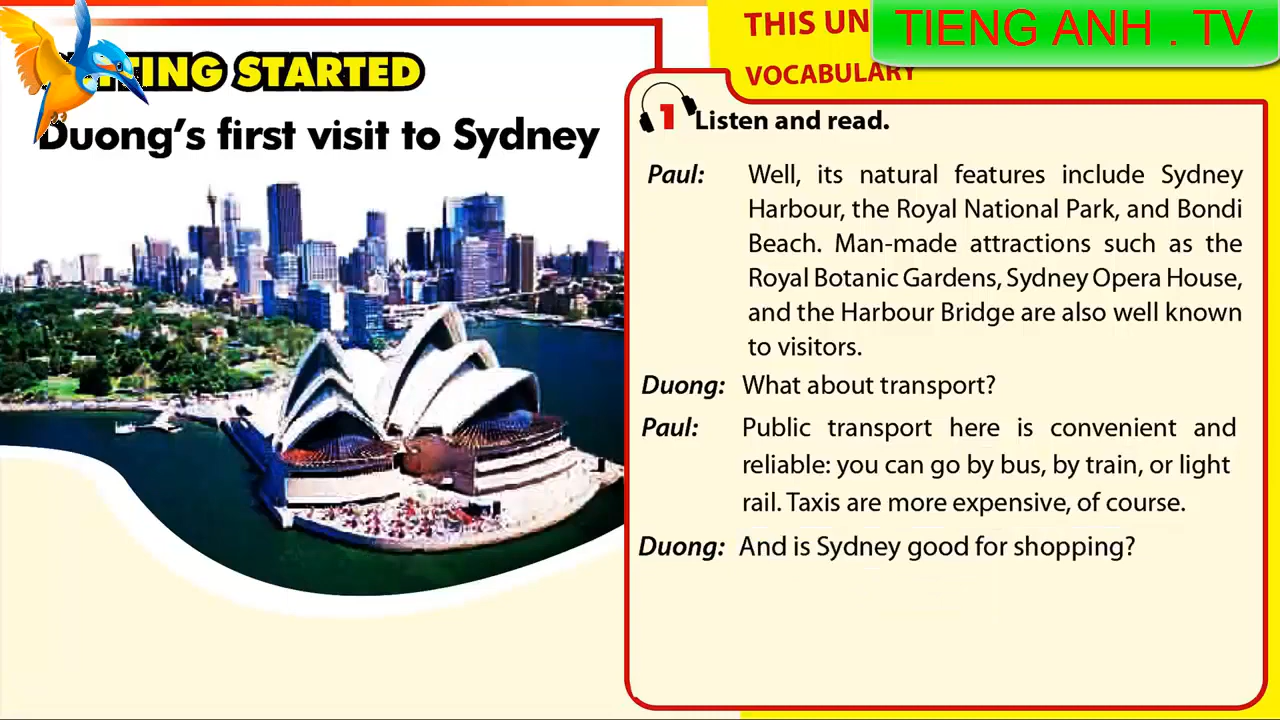 TING STARTED
Duong's first visit to Sydney
THIS UN
TIENG ANH . TV
VOCABULARY
1 Listen and read.
Paul: Well, its natural features include Sydney
Harbour, the Royal National Park, and Bondi
Beach. Man-made attractions such as the
Royal Botanic Gardens, Sydney Opera House,
and the Harbour Bridge are also well known
to visitors.
Duong: What about transport?
Paul: Public transport here is convenient and
reliable: you can go by bus, by train, or light
rail. Taxis are more expensive, of course.
Duong: And is Sydney good for shopping?